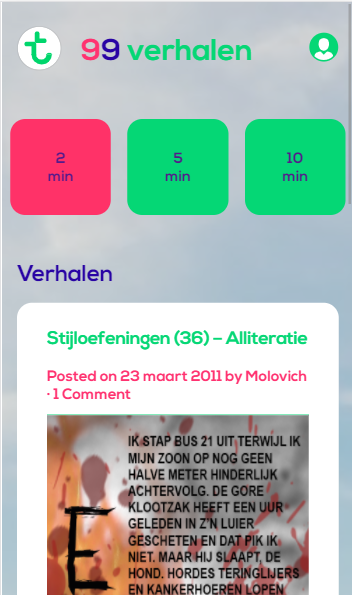 t
99 verhalen
2
min
5
min
10
min
Verhalen
Stijloefeningen (36) – Alliteratie
Posted on 23 maart 2011 by Molovich
· 1 Comment
IK STAP BUS 21 UIT TERWIJL IK
MIJN ZOON OP NOG GEEN
HALVE METER HINDERLIJK
ACHTERVOLG. DE GORE
KLOOTZAK HEEFT EEN UUR
GELEDEN IN Z'N LUIER
GESCHETEN EN DAT PIK IK
NIET. MAAR HIJ SLAAPT, DE
HOND. HORDES TERINGLIJERS
EN KANKERHOEREN LOPEN
E